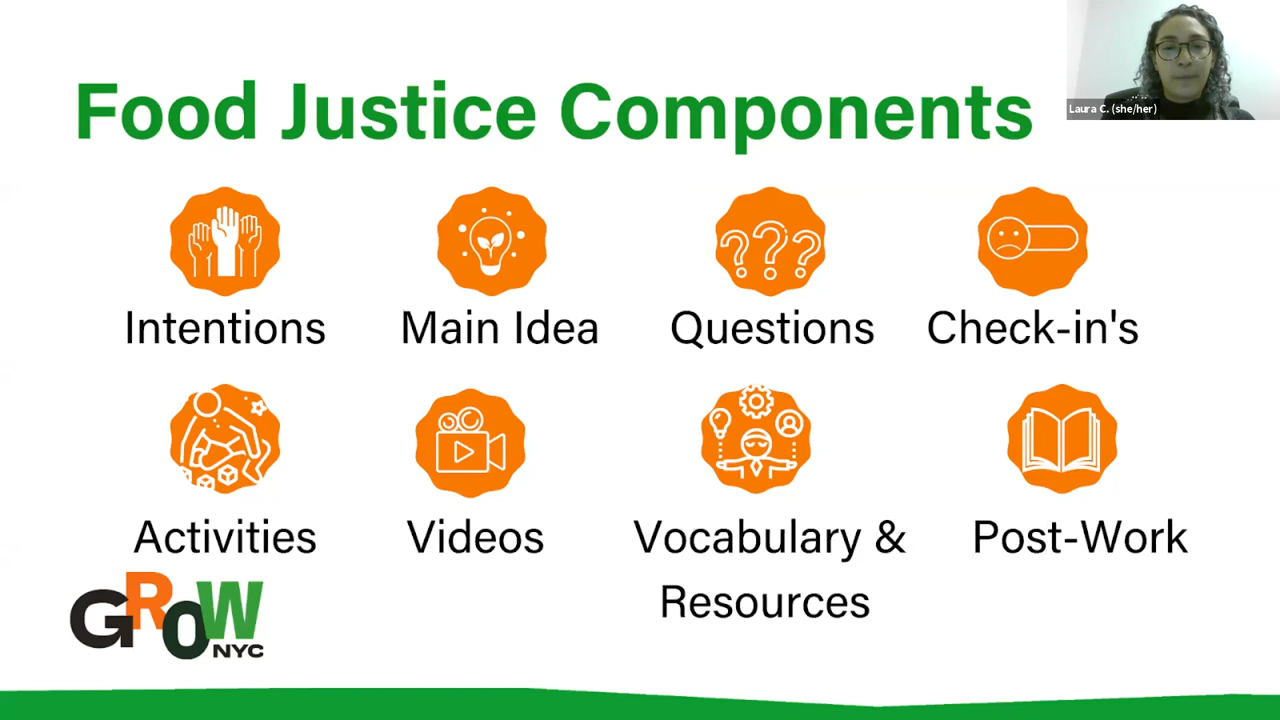 Food Justice Components
Laura C. (she/her)
Intentions
Main Idea
Questions
Check-in's
Activities
Videos
Vocabulary &
Resources
Post-Work
GROW
NYC